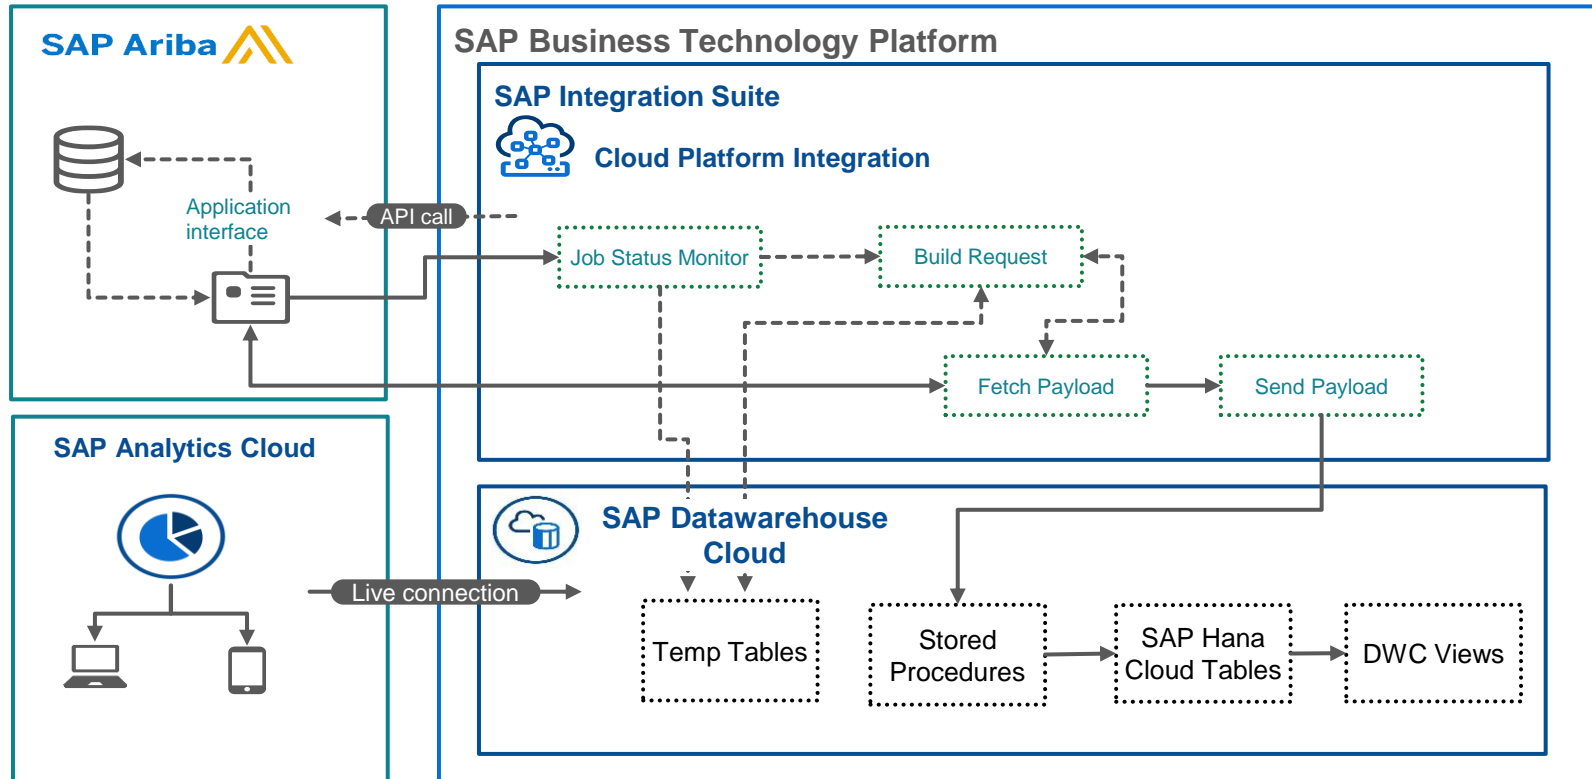 SAP Ariba
SAP Business Technology Platform
SAP Integration Suite
Cloud Platform Integration
Application
interface
API call
Job Status Monitor
Build Request
Fetch Payload
Send Payload
SAP Analytics Cloud
SAP Datawarehouse
Cloud
Live connection
Temp Tables
Stored
Procedures
SAP Hana
Cloud Tables
DWC Views